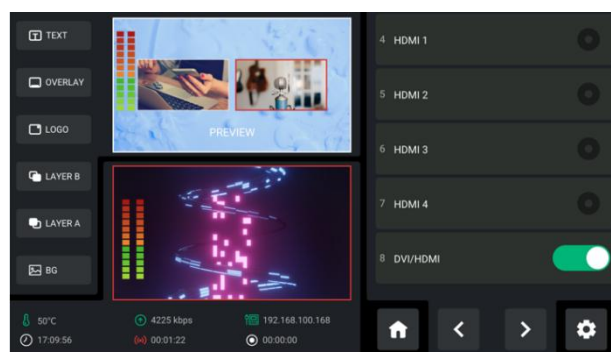 TEXT
OVERLAY
LOGO
LAYER B
LAYER A
BG
PREVIEW
4 HDMI 1
5 HDMI 2
6 HDMI 3
7 HDMI 4
8 DVI/HDMI
50°C
4225 kbps
192.168.100.168
17:09:56
00:01:22
00:00:00